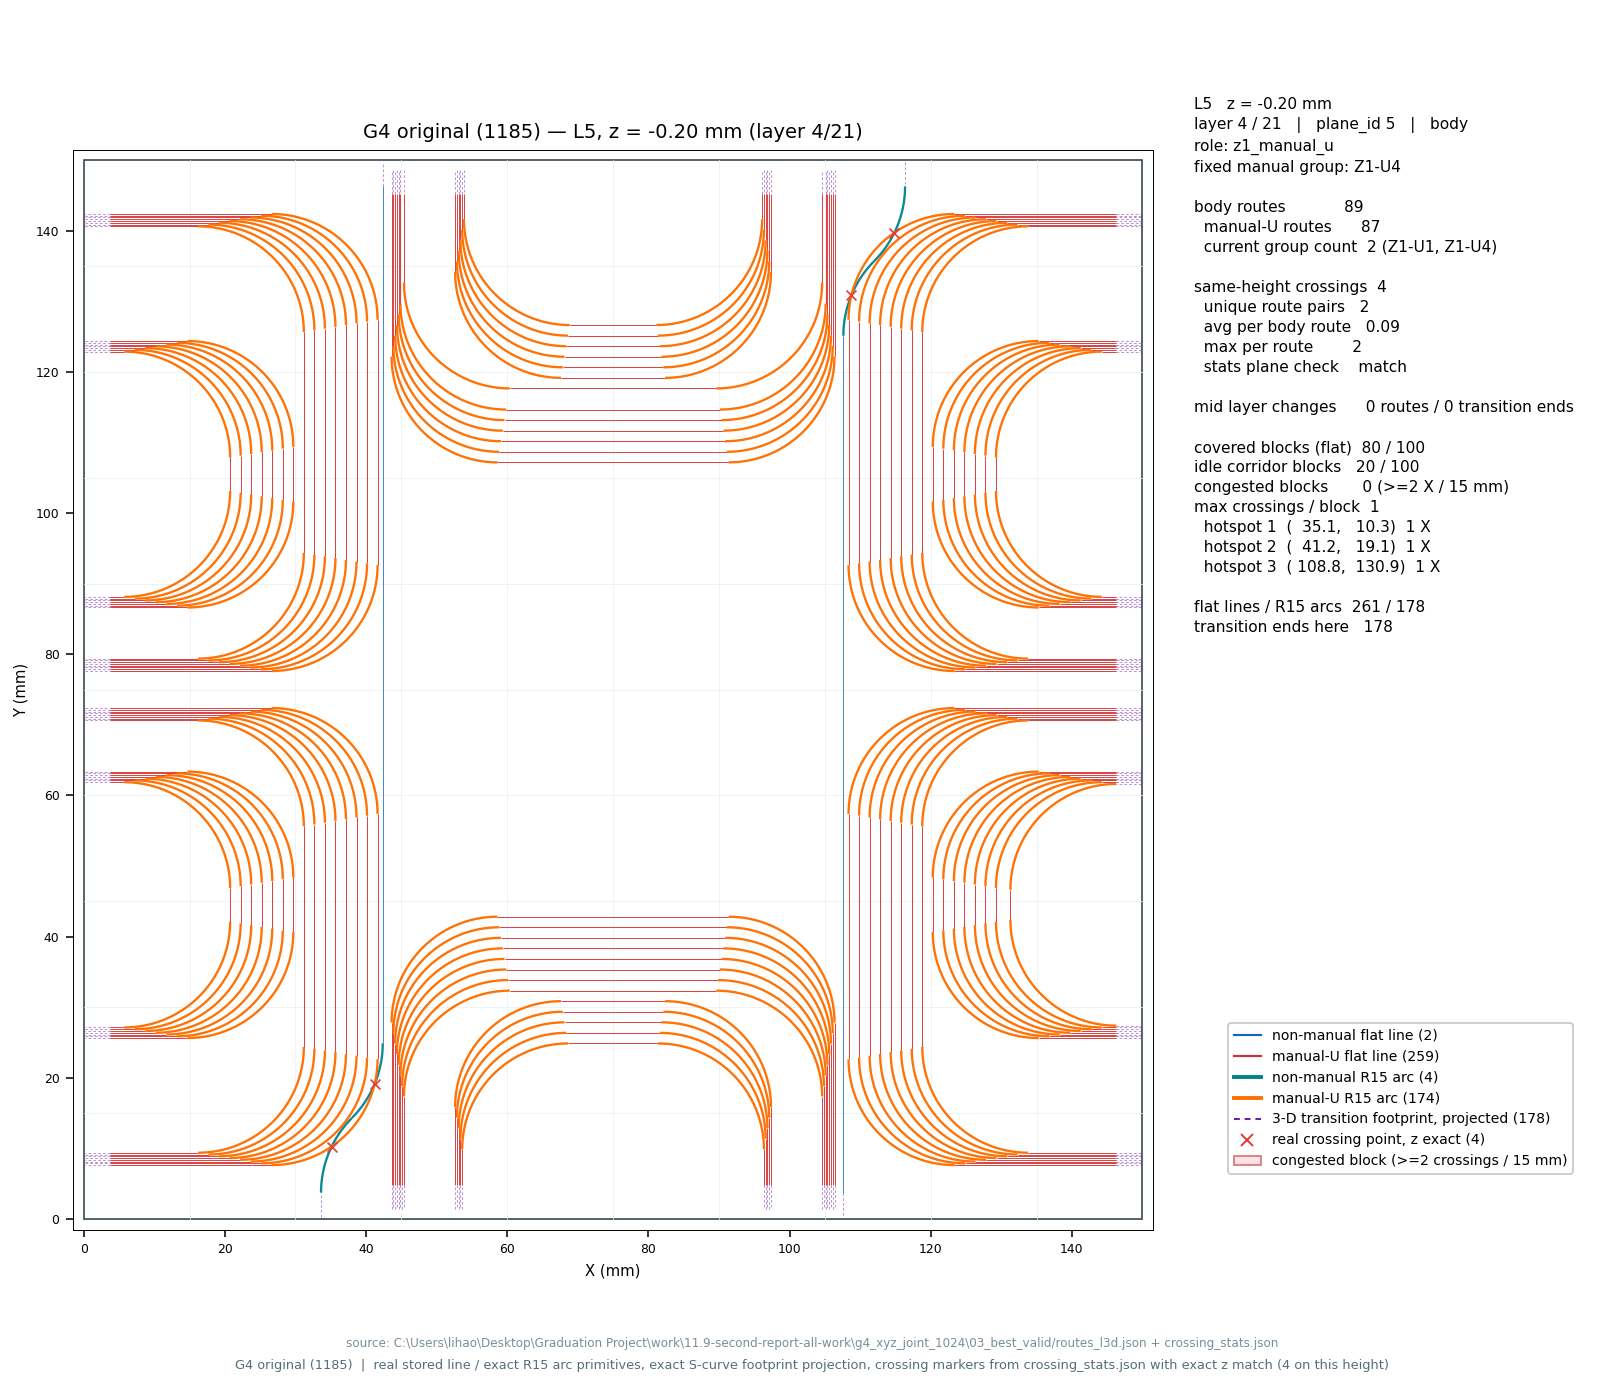 L5   z = -0.20 mm
layer 4 / 21   |   plane_id 5   |   body
role: z1_manual_u
fixed manual group: Z1-U4
body routes            89
manual-U routes      87
current group count  2 (Z1-U1, Z1-U4)
same-height crossings  4
unique route pairs   2
avg per body route   0.09
max per route        2
stats plane check    match
mid layer changes      0 routes / 0 transition ends
covered blocks (flat)  80 / 100
idle corridor blocks   20 / 100
congested blocks       0 (>=2 X / 15 mm)
max crossings / block  1
hotspot 1  (  35.1,   10.3)  1 X
hotspot 2  (  41.2,   19.1)  1 X
hotspot 3  ( 108.8,  130.9)  1 X
flat lines / R15 arcs  261 / 178
transition ends here   178
G4 original (1185) — L5, z = -0.20 mm (layer 4/21)
140
120
100
80
60
40
20
0
Y (mm)
0 20 40 60 80 100 120 140
X (mm)
non-manual flat line (2)
manual-U flat line (259)
non-manual R15 arc (4)
manual-U R15 arc (174)
3-D transition footprint, projected (178)
real crossing point, z exact (4)
congested block (>=2 crossings / 15 mm)
source: C:\Users\lihao\Desktop\Graduation Project\work\11.9-second-report-all-work\g4_xyz_joint_1024\03_best_valid/routes_l3d.json + crossing_stats.json
G4 original (1185)  |  real stored line / exact R15 arc primitives, exact S-curve footprint projection, crossing markers from crossing_stats.json with exact z match (4 on this height)